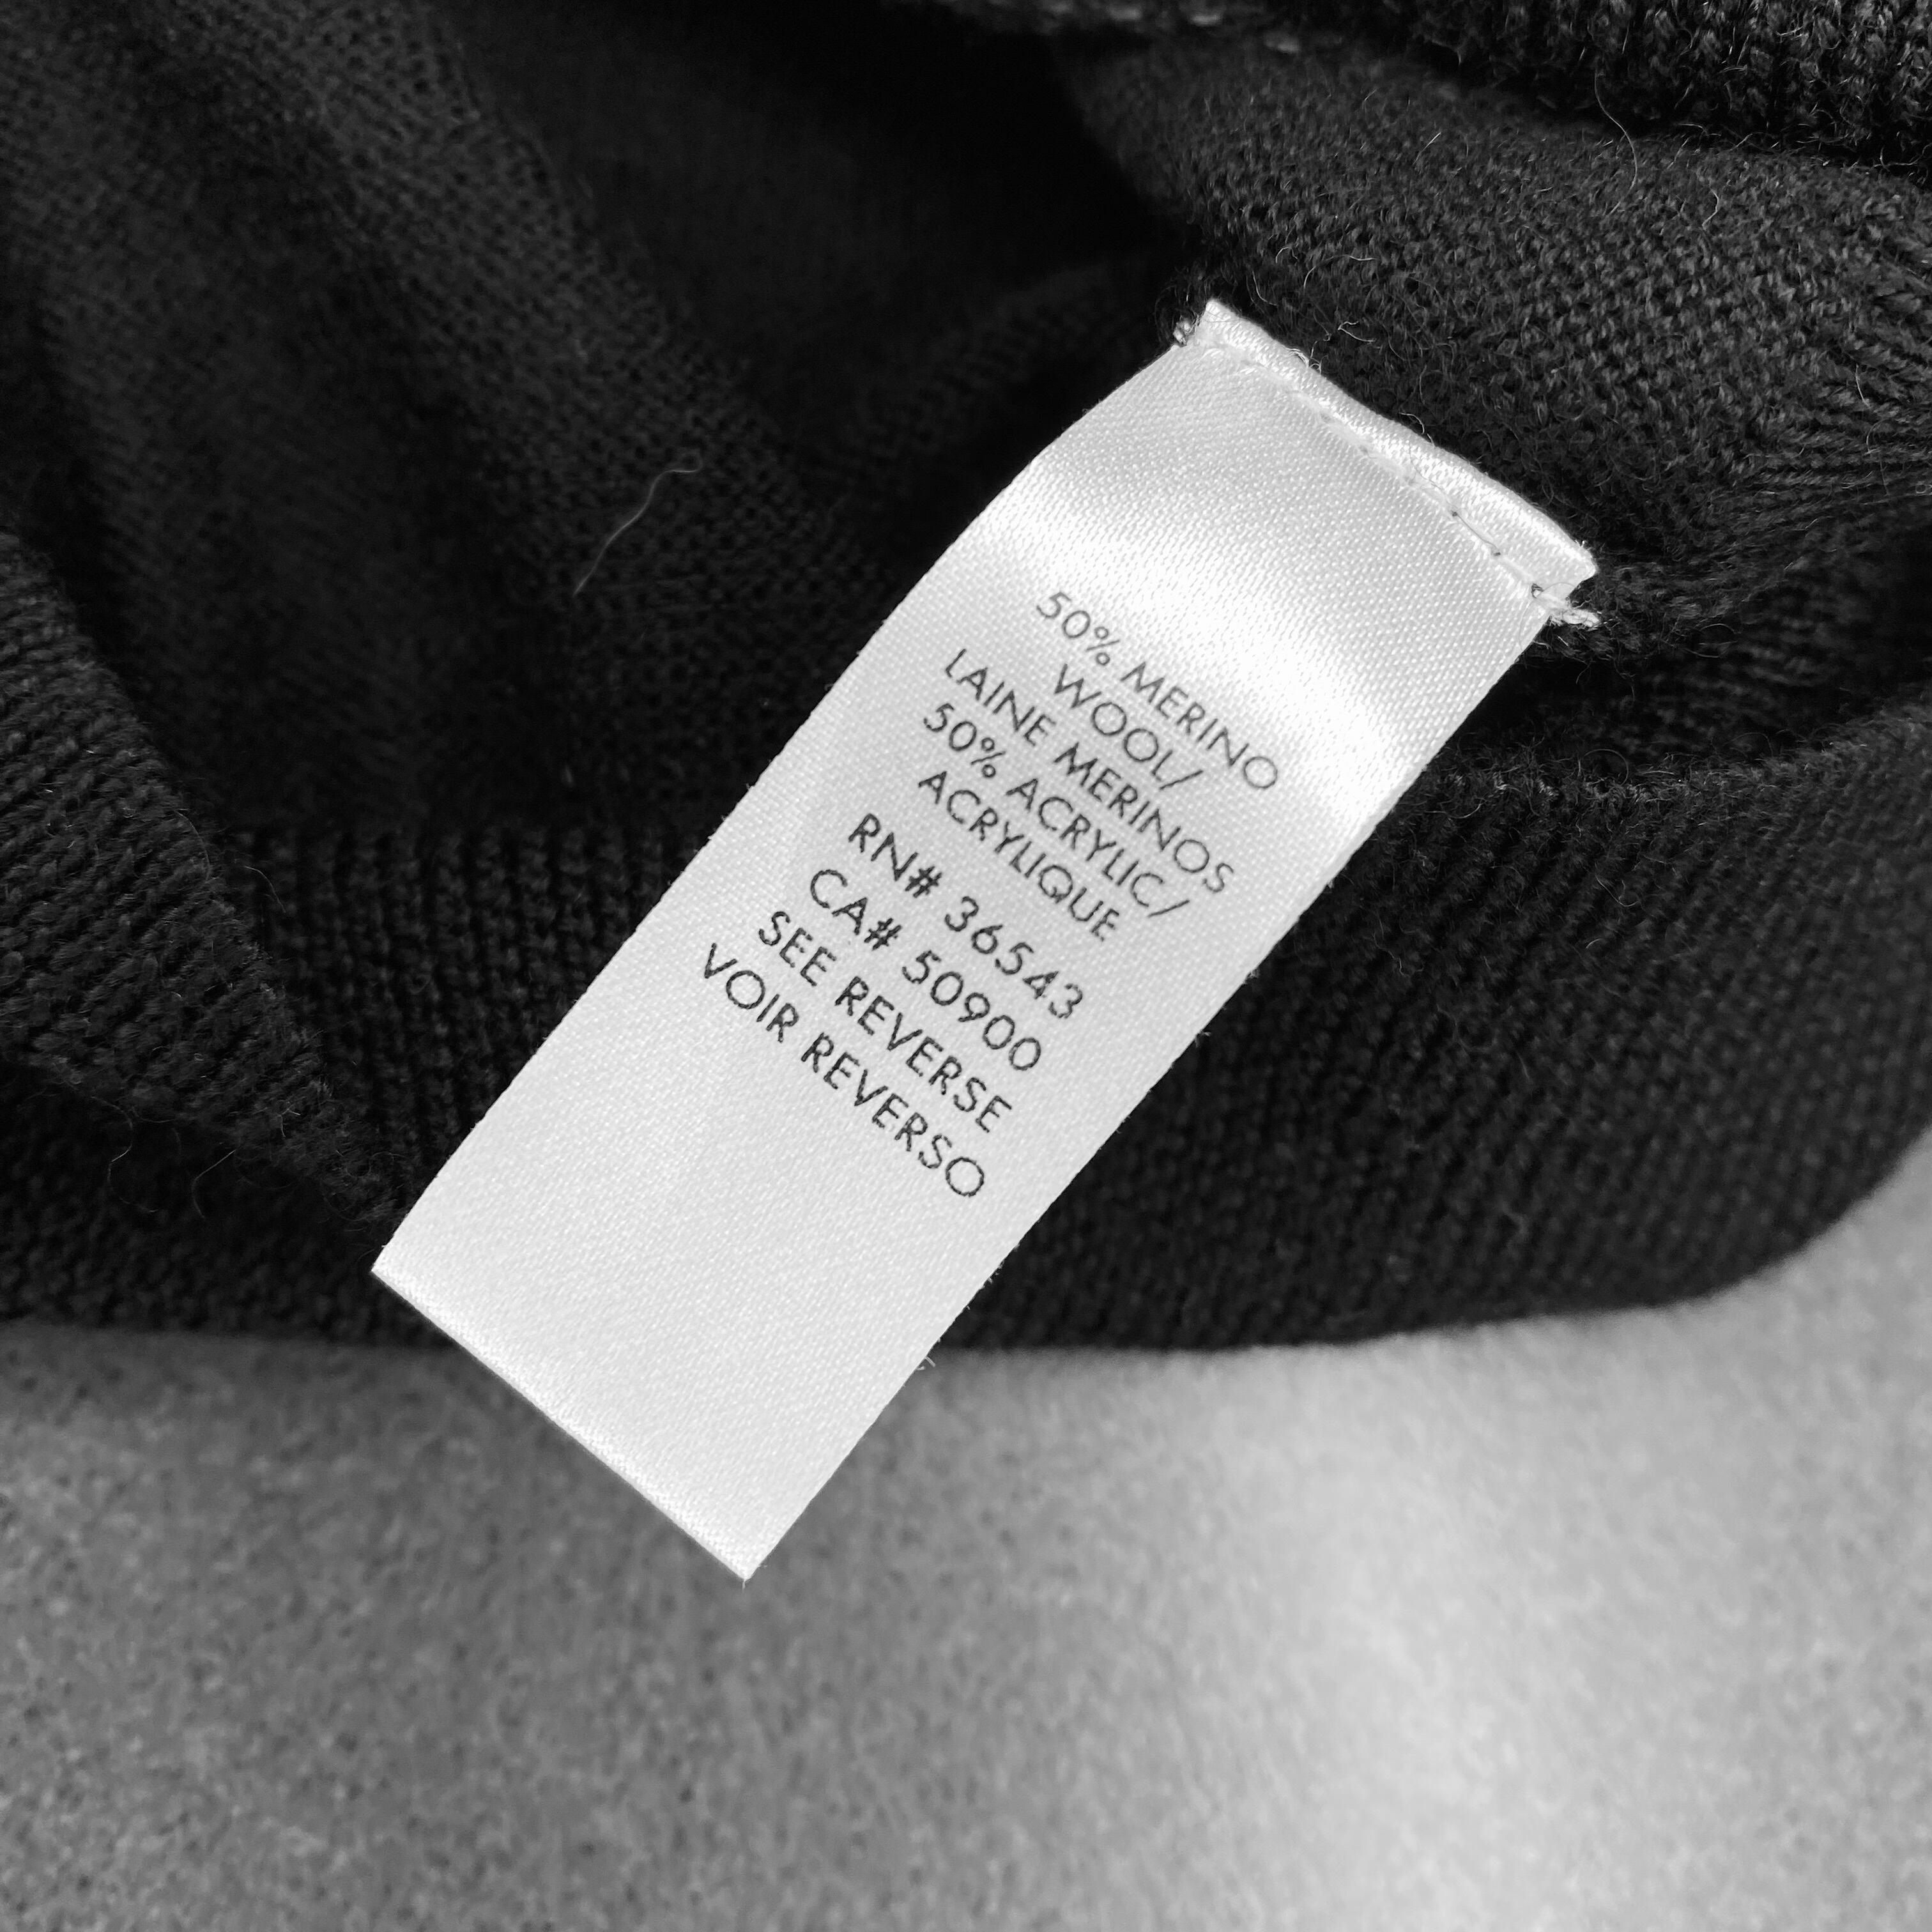 50% MERINO
WOOL/
LAINE MERINOS
50% ACRYLIC/
ACRYLIQUE
RN# 36543
CA# 50900
SEE REVERSE
VOIR REVERSO